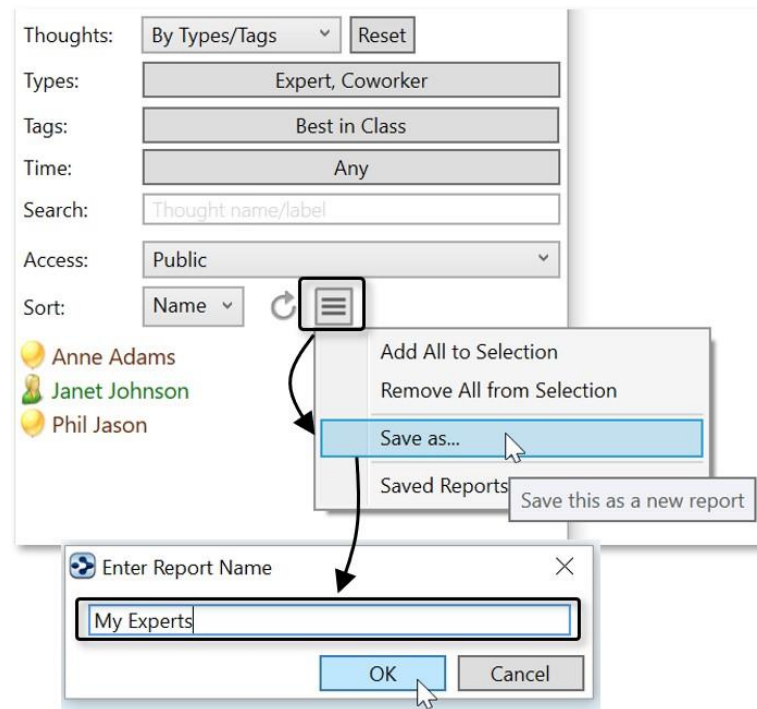 Thoughts: By Types/Tags Reset
Types: Expert, Coworker
Tags: Best in Class
Time: Any
Search: Thought name/label
Access: Public
Sort: Name
Anne Adams
Janet Johnson
Phil Jason
Add All to Selection
Remove All from Selection
Save as...
Saved Reports
Save this as a new report
Enter Report Name
My Experts
OK Cancel